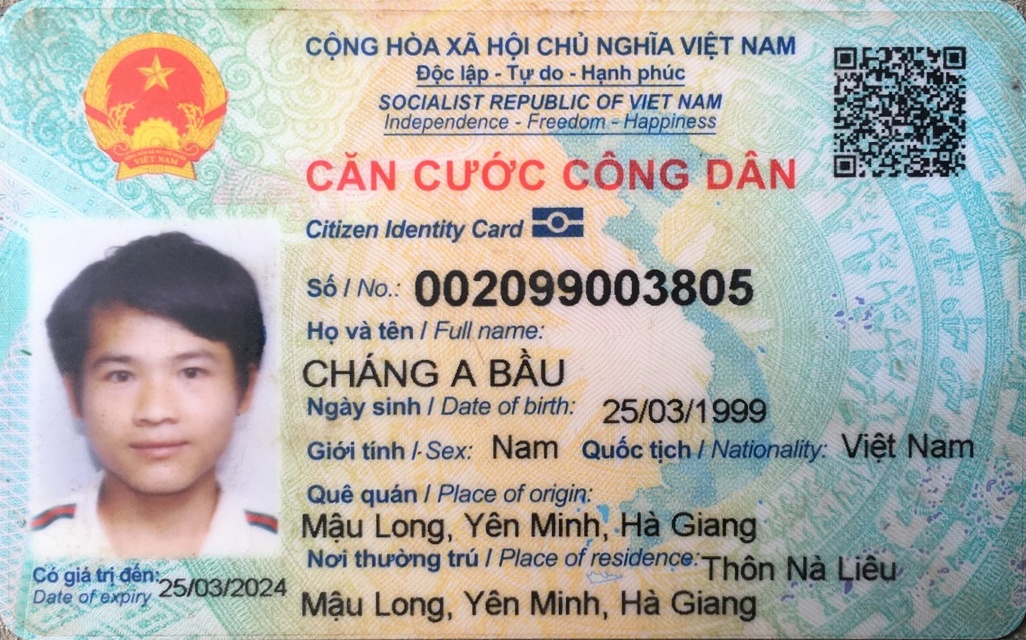 CỘNG HÒA XÃ HỘI CHỦ NGHĨA VIỆT NAM
Độc lập - Tự do - Hạnh phúc
SOCIALIST REPUBLIC OF VIET NAM
Independence - Freedom - Happiness
CĂN CƯỚC CÔNG DÂN
Citizen Identity Card
VIỆT NAM
Số / No.: 002099003805
Họ và tên / Full name:
CHÁNG A BẦU
Ngày sinh / Date of birth: 25/03/1999
Giới tính / Sex: Nam Quốc tịch / Nationality: Việt Nam
Quê quán / Place of origin:
Mậu Long, Yên Minh, Hà Giang
Nơi thường trú / Place of residence: Thôn Nà Liêu
Mậu Long, Yên Minh, Hà Giang
Có giá trị đến: 25/03/2024
Date of expiry